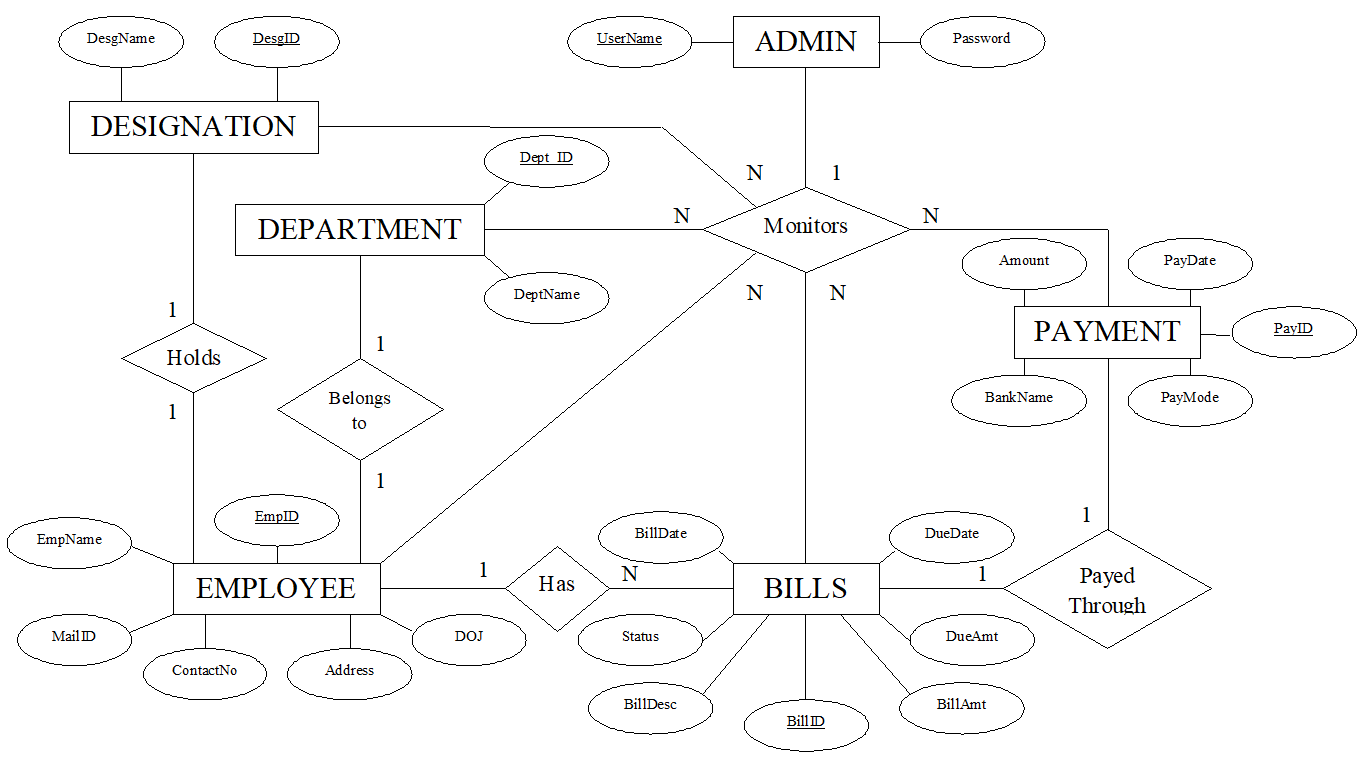 DesgName
DesgID
UserName
ADMIN
Password
DESIGNATION
Dept_ID
N
1
DEPARTMENT
N
Monitors
N
Amount
PayDate
DeptName
N
N
1
PAYMENT
PayID
1
Holds
Belongs
to
BankName
PayMode
1
1
EmpID
1
EmpName
BillDate
DueDate
EMPLOYEE
1
Has
N
BILLS
1
Payed
Through
MailID
DOJ
Status
DueAmt
ContactNo
Address
BillDesc
BillID
BillAmt